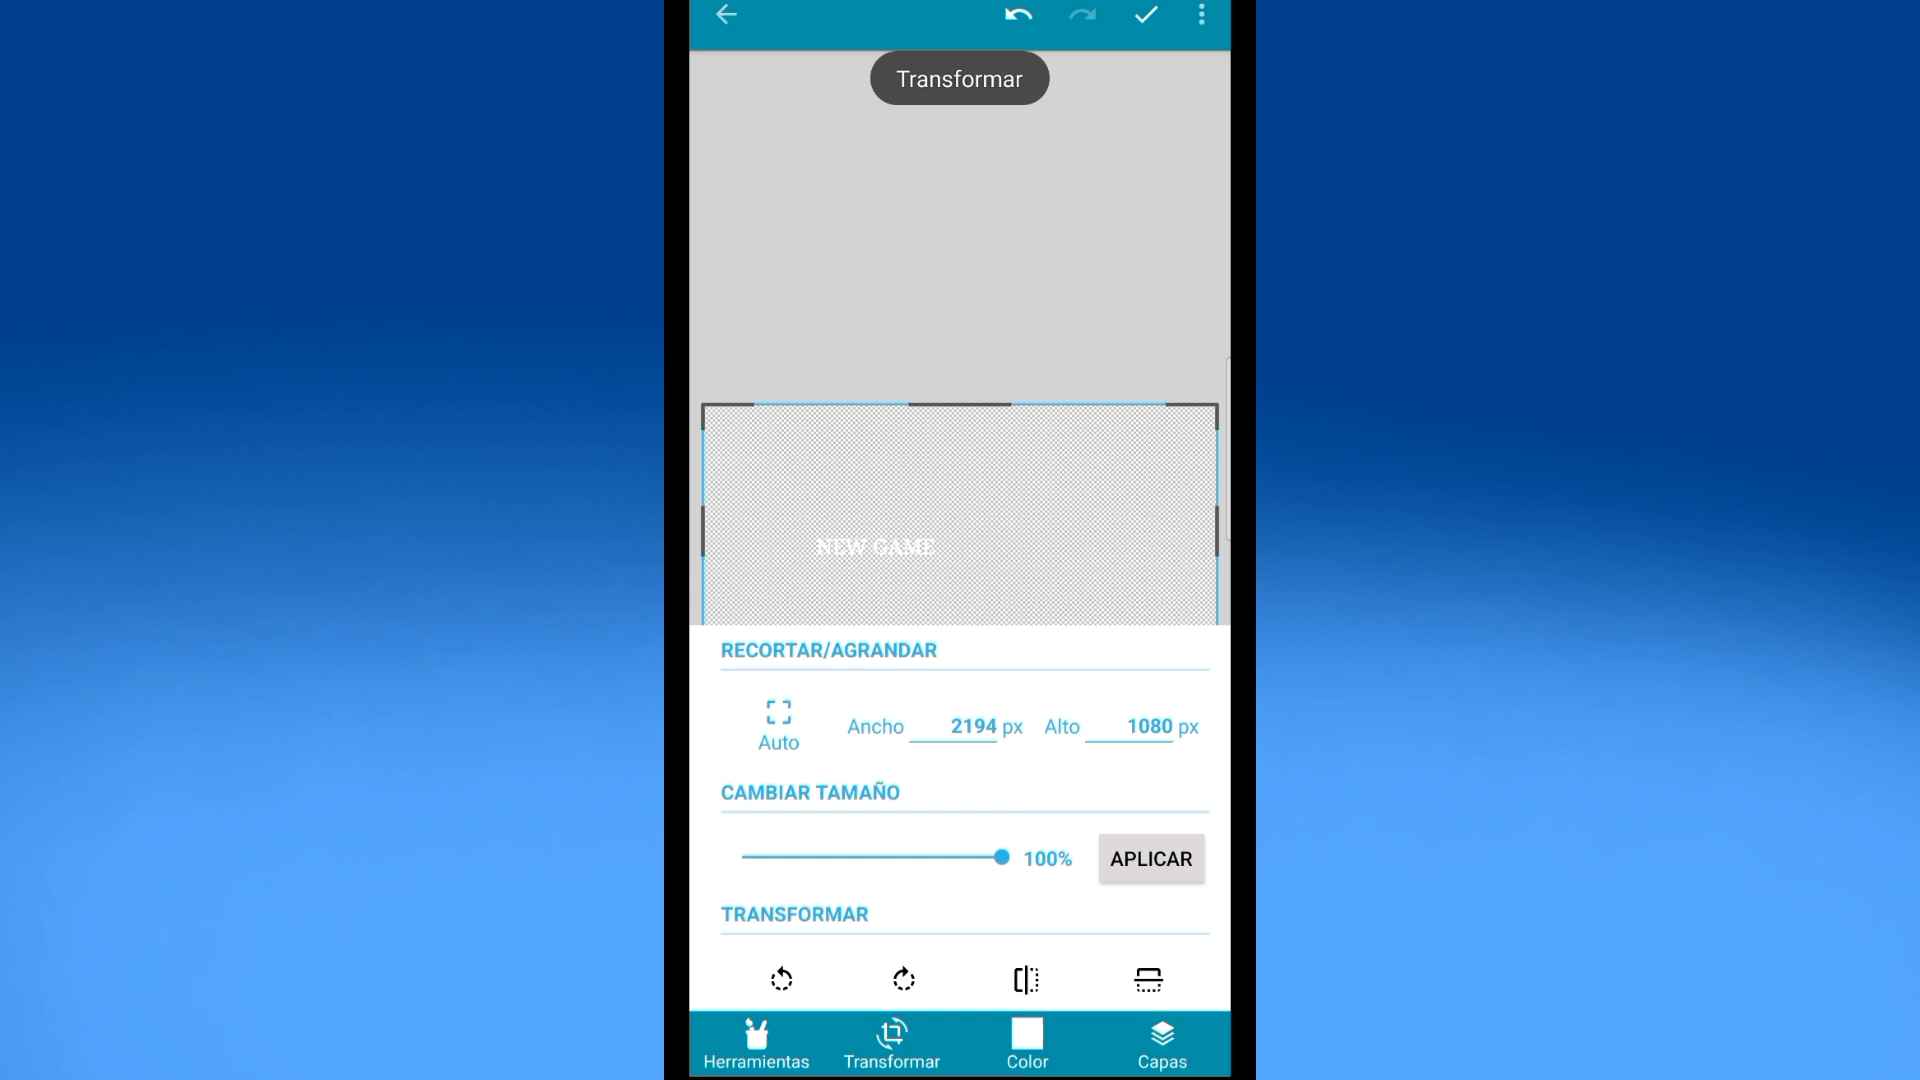 Transformar
NEW GAME
RECORTAR/AGRANDAR
Auto
Ancho 2194 px Alto 1080 px
CAMBIAR TAMAÑO
100% APLICAR
TRANSFORMAR
Herramientas Transformar Color Capas